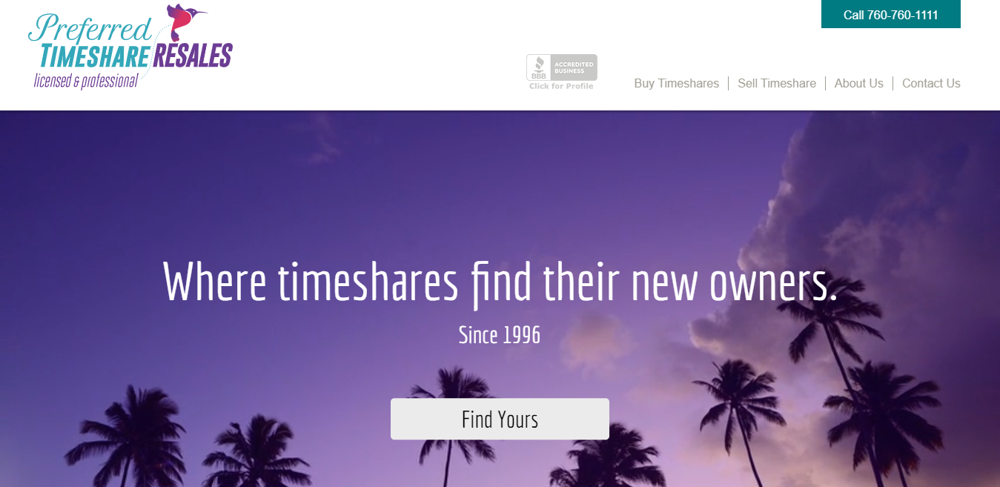 Call 760-760-1111
Preferred
TIMESHARE RESALES
licensed & professional
BBB
ACCREDITED
BUSINESS
Click for Profile
Buy Timeshares
Sell Timeshare
About Us
Contact Us
Where timeshares find their new owners.
Since 1996
Find Yours